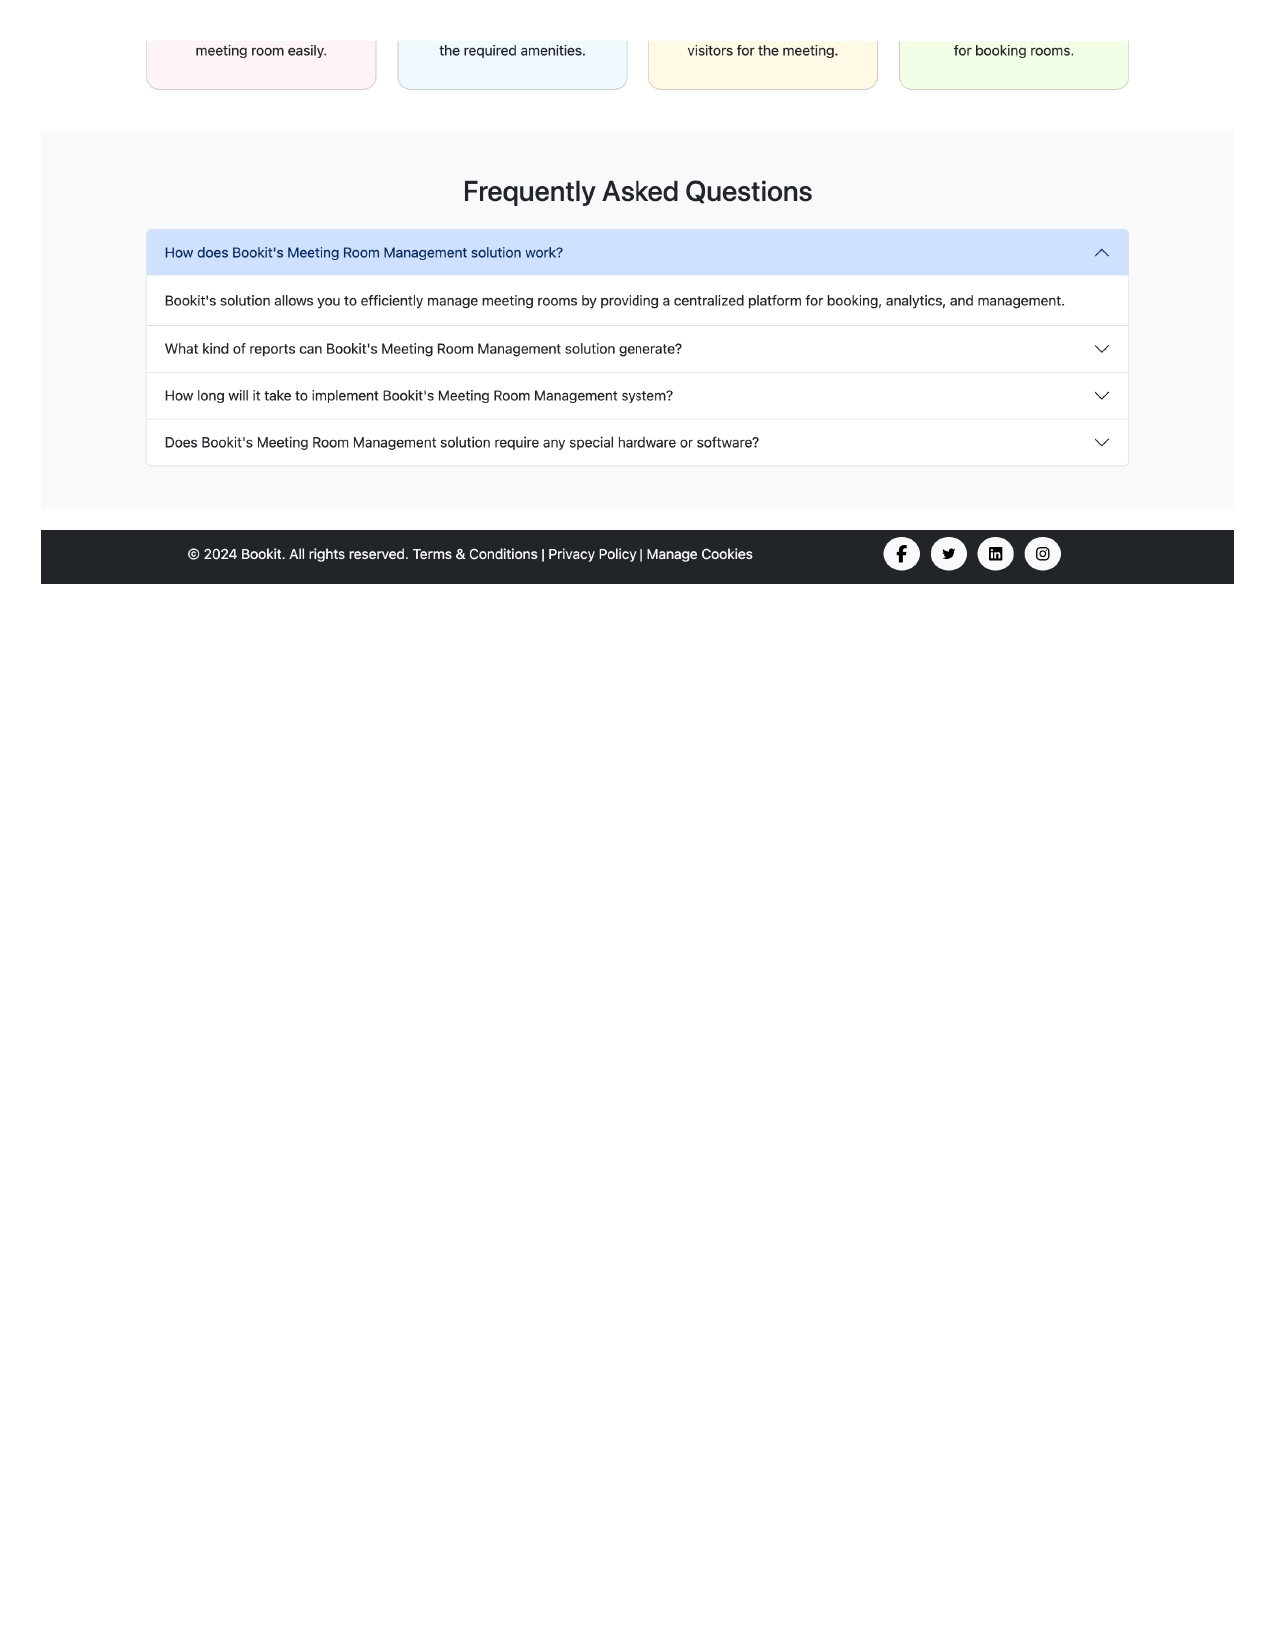 meeting room easily.
the required amenities.
visitors for the meeting.
for booking rooms.
Frequently Asked Questions
How does Bookit's Meeting Room Management solution work?
Bookit's solution allows you to efficiently manage meeting rooms by providing a centralized platform for booking, analytics, and management.
What kind of reports can Bookit's Meeting Room Management solution generate?
How long will it take to implement Bookit's Meeting Room Management system?
Does Bookit's Meeting Room Management solution require any special hardware or software?
© 2024 Bookit. All rights reserved. Terms & Conditions | Privacy Policy | Manage Cookies